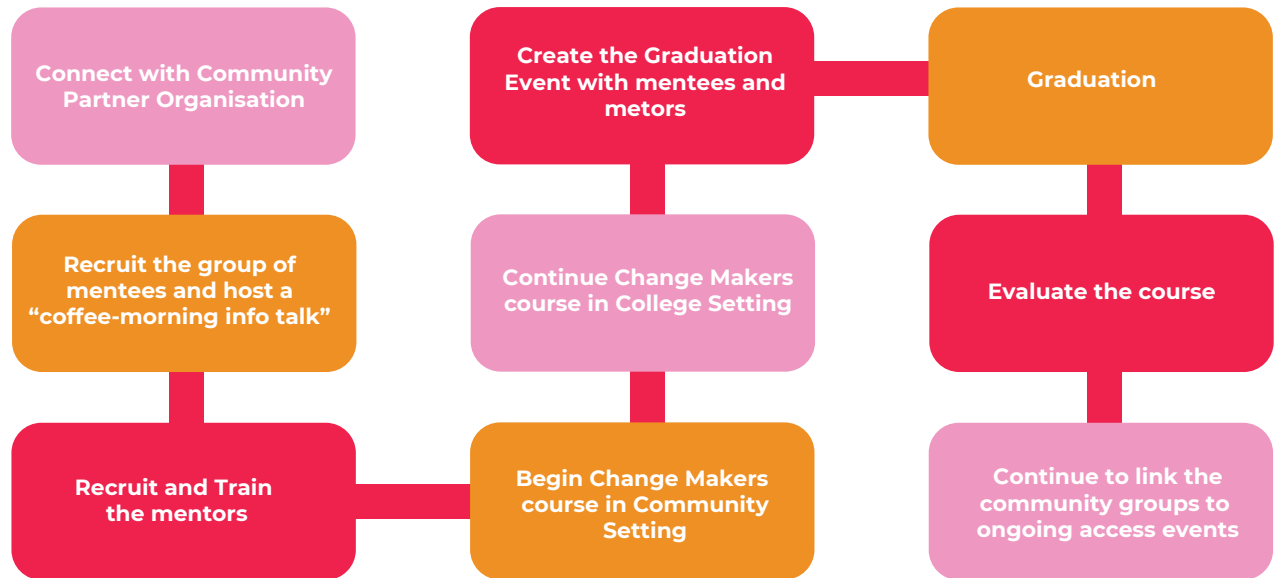 Connect with Community
Partner Organisation
Recruit the group of
mentees and host a
“coffee-morning info talk”
Recruit and Train
the mentors
Begin Change Makers
course in Community
Setting
Continue Change Makers
course in College Setting
Create the Graduation
Event with mentees and
metors
Graduation
Evaluate the course
Continue to link the
community groups to
ongoing access events